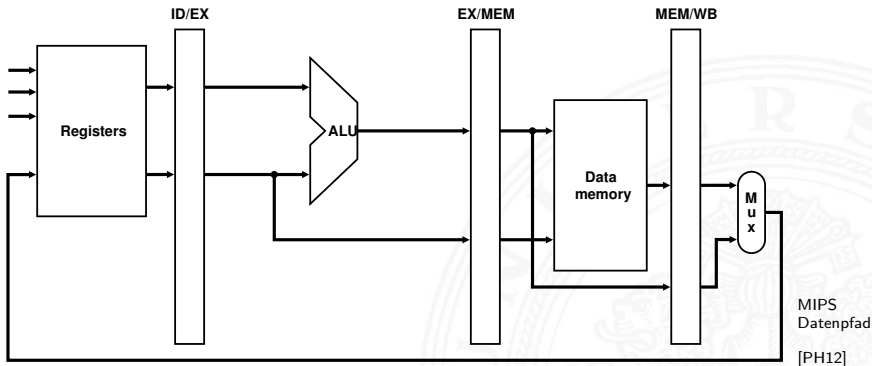 ID/EX
EX/MEM
MEM/WB
Registers
ALU
Data
memory
M
u
x
MIPS
Datenpfad
[PH12]